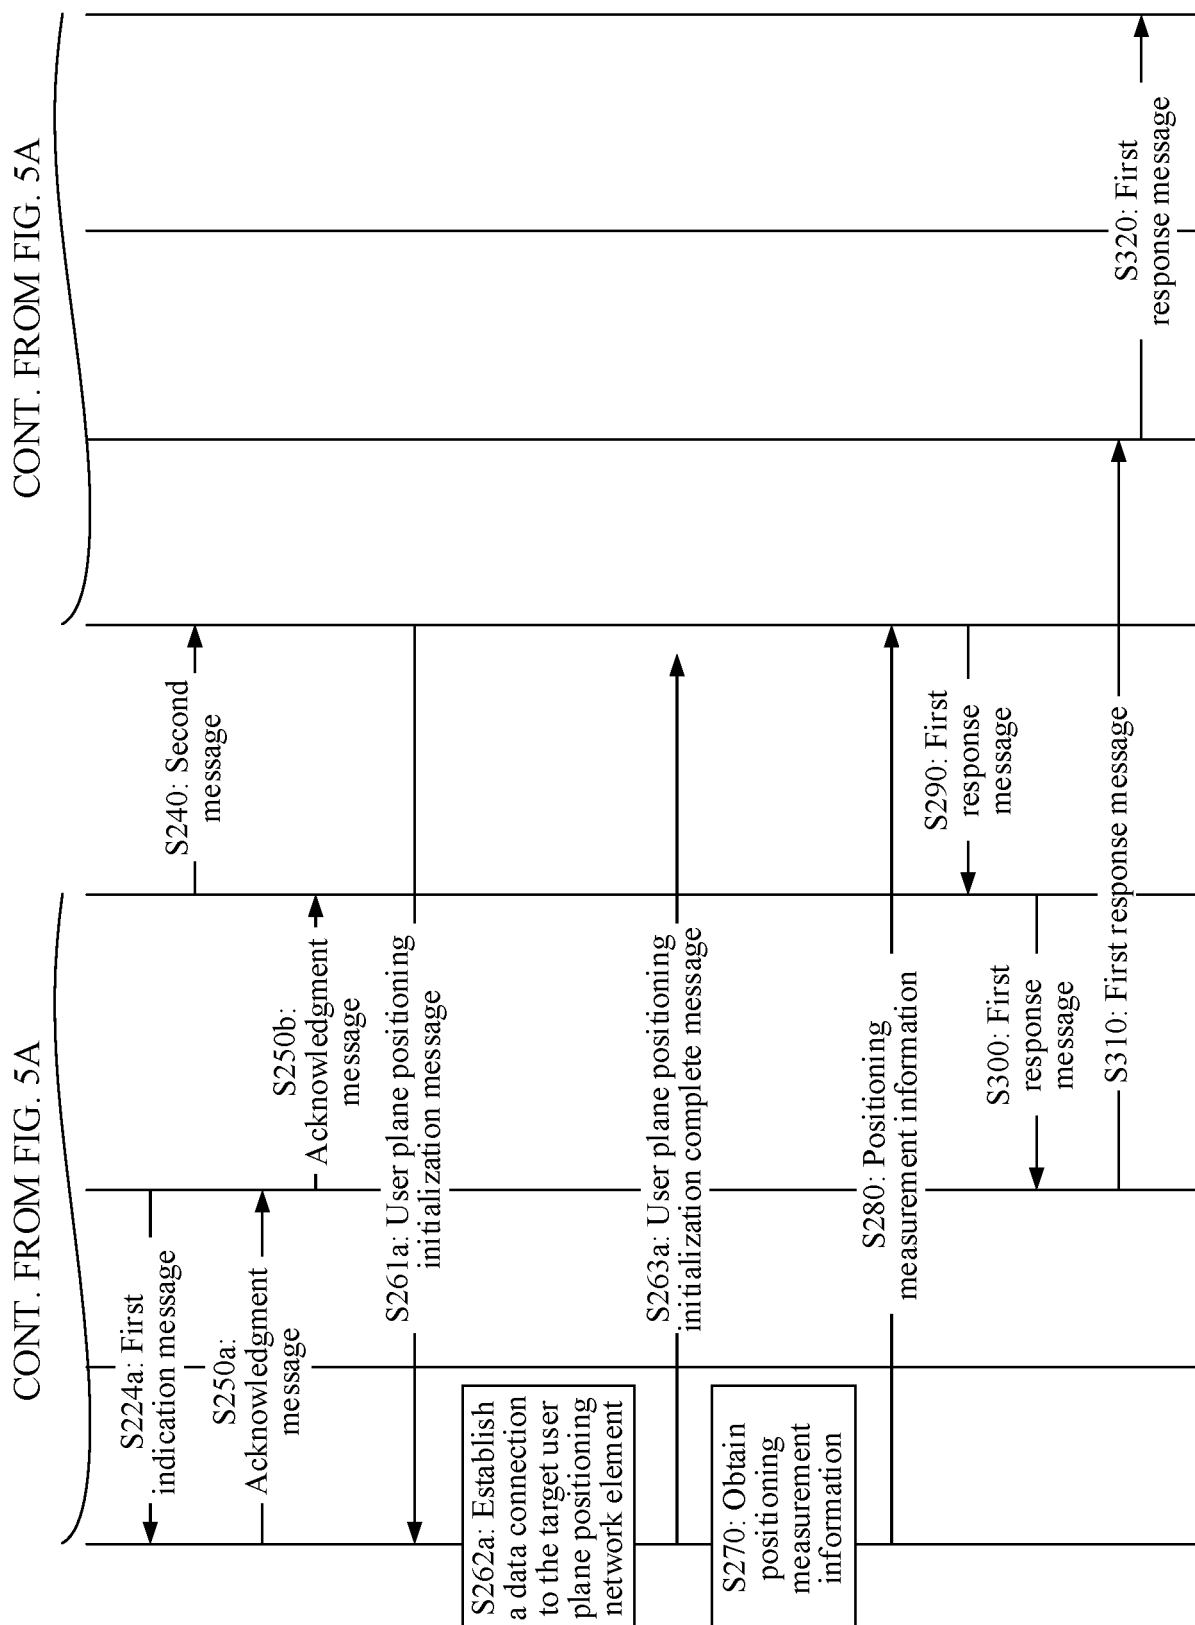 CONT. FROM FIG. 5A
CONT. FROM FIG. 5A
S224a: First
indication message
S240: Second
message
S250a:
Acknowledgment
message
S250b:
Acknowledgment
message
S261a: User plane positioning
initialization message
S262a: Establish
a data connection
to the target user
plane positioning
network element
S263a: User plane positioning
initialization complete message
S270: Obtain
positioning
measurement
information
S280: Positioning
measurement information
S290: First
response
message
S300: First
response
message
S310: First response message
S320: First
response message